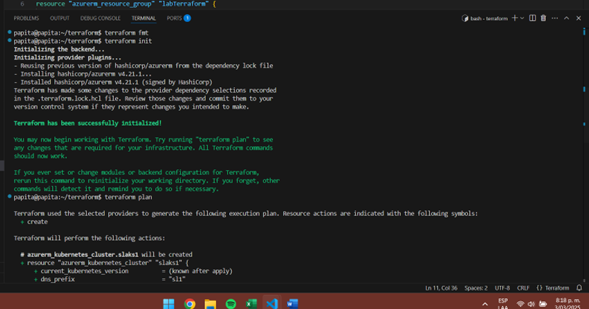 6 resource "azurerm_resource_group" "labTerraform" {
PROBLEMS OUTPUT DEBUG CONSOLE TERMINAL PORTS 1 bash - terraform
papita@papita:~/terraform$ terraform fmt
papita@papita:~/terraform$ terraform init
Initializing the backend...
Initializing provider plugins...
- Reusing previous version of hashicorp/azurerm from the dependency lock file
- Installing hashicorp/azurerm v4.21.1...
- Installed hashicorp/azurerm v4.21.1 (signed by HashiCorp)
Terraform has made some changes to the provider dependency selections recorded
in the .terraform.lock.hcl file. Review those changes and commit them to your
version control system if they represent changes you intended to make.
Terraform has been successfully initialized!
You may now begin working with Terraform. Try running "terraform plan" to see
any changes that are required for your infrastructure. All Terraform commands
should now work.
If you ever set or change modules or backend configuration for Terraform,
rerun this command to reinitialize your working directory. If you forget, other
commands will detect it and remind you to do so if necessary.
papita@papita:~/terraform$ terraform plan
Terraform used the selected providers to generate the following execution plan. Resource actions are indicated with the following symbols:
+ create
Terraform will perform the following actions:
# azurerm_kubernetes_cluster.slaks1 will be created
+ resource "azurerm_kubernetes_cluster" "slaks1" {
+ current_kubernetes_version = (known after apply)
+ dns_prefix = "sl1"
Ln 11, Col 36 Spaces: 2 UTF-8 CRLF {} Terraform
ESP 8:18 p. m.
LAA 3/03/2025